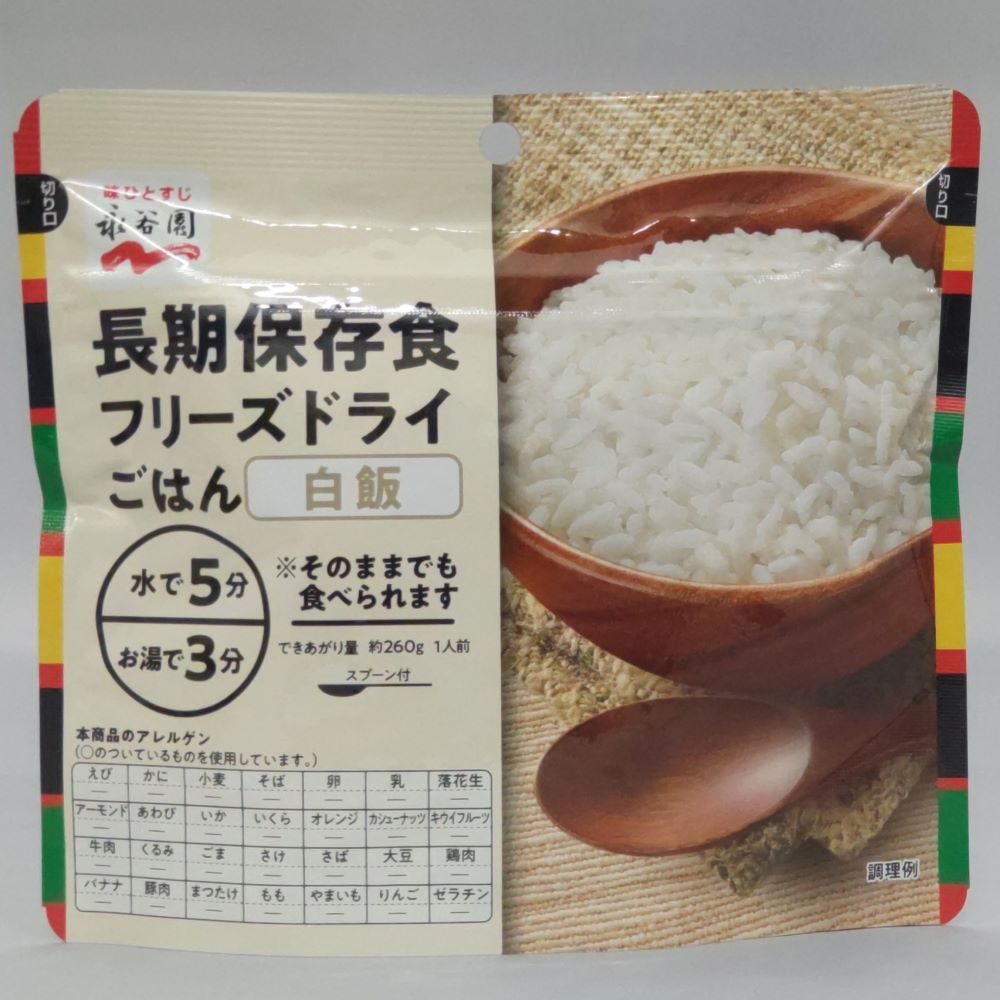 切り口
切り口
味ひとすじ
永谷園
長期保存食
フリーズドライ
ごはん 白飯
水で5分
お湯で3分
※そのままでも
食べられます
できあがり量 約260g 1人前
スプーン付
本商品のアレルゲン
(○のついているものを使用しています。)
えび かに 小麦 そば 卵 乳 落花生
― ― ― ― ― ― ―
アーモンド あわび いか いくら オレンジ カシューナッツ キウイフルーツ
― ― ― ― ― ― ―
牛肉 くるみ ごま さけ さば 大豆 鶏肉
― ― ― ― ― ― ―
バナナ 豚肉 まつたけ もも やまいも りんご ゼラチン
― ― ― ― ― ― ―
調理例